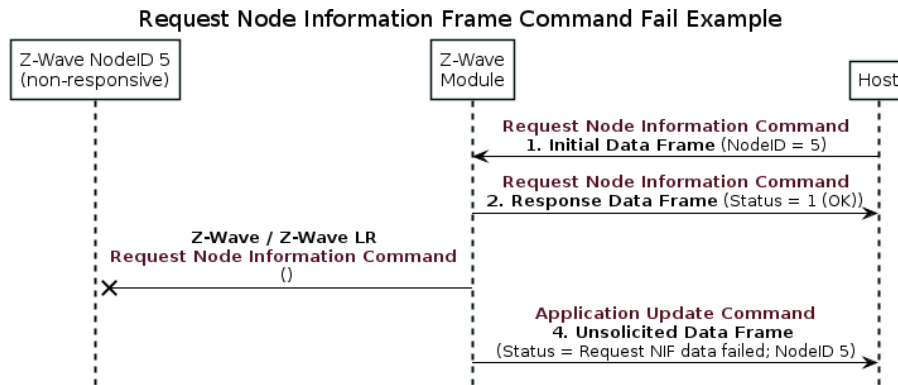 Request Node Information Frame Command Fail Example
Z-Wave NodeID 5
(non-responsive)
Z-Wave
Module
Host
Request Node Information Command
1. Initial Data Frame (NodeID = 5)
Request Node Information Command
2. Response Data Frame (Status = 1 (OK))
Z-Wave / Z-Wave LR
Request Node Information Command
()
Application Update Command
4. Unsolicited Data Frame
(Status = Request NIF data failed; NodeID 5)